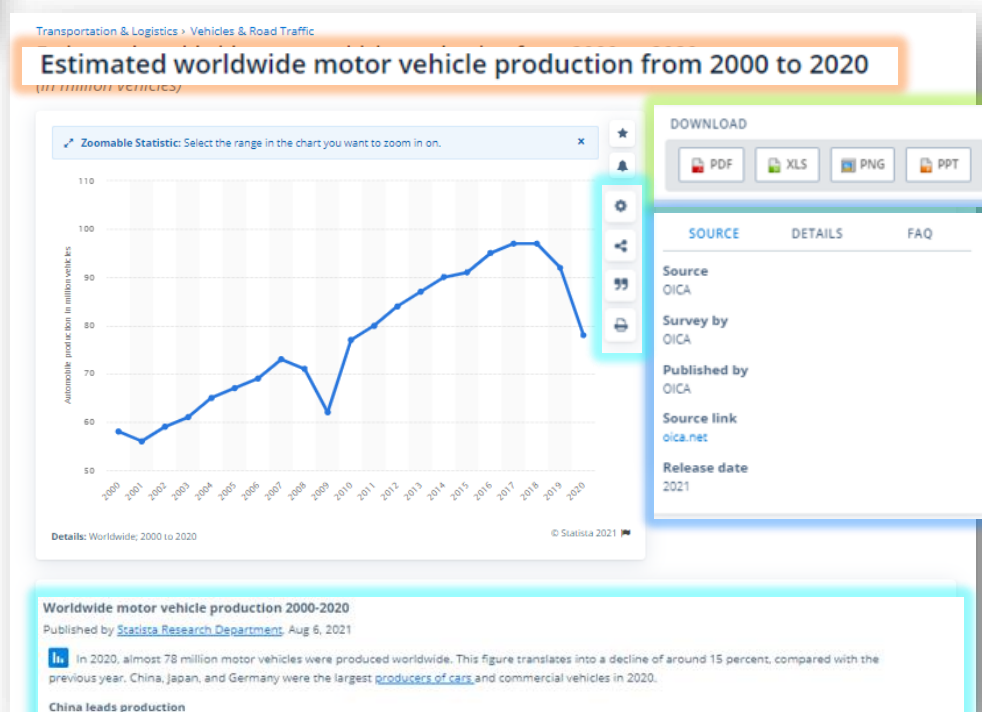 Transportation & Logistics › Vehicles & Road Traffic
Estimated worldwide motor vehicle production from 2000 to 2020
(in million vehicles)
Zoomable Statistic: Select the range in the chart you want to zoom in on.
×
110
100
90
80
70
60
50
Automobile production in million vehicles
2000 2001 2002 2003 2004 2005 2006 2007 2008 2009 2010 2011 2012 2013 2014 2015 2016 2017 2018 2019 2020
Details: Worldwide; 2000 to 2020
© Statista 2021
DOWNLOAD
PDF XLS PNG PPT
SOURCE DETAILS FAQ
Source
OICA
Survey by
OICA
Published by
OICA
Source link
oica.net
Release date
2021
Worldwide motor vehicle production 2000-2020
Published by Statista Research Department, Aug 6, 2021
In 2020, almost 78 million motor vehicles were produced worldwide. This figure translates into a decline of around 15 percent, compared with the
previous year. China, Japan, and Germany were the largest producers of cars and commercial vehicles in 2020.
China leads production